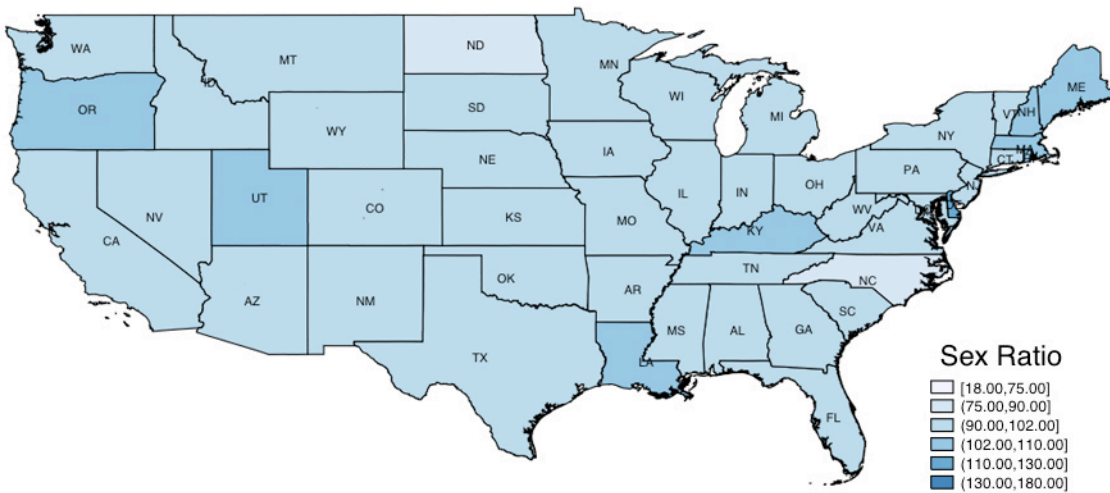 WA
MT
ND
MN
ME
OR
ID
SD
WI
MI
VT
NH
WY
NY
MA
IA
NE
CT
PA
NV
UT
CO
IL
IN
OH
NJ
KS
MO
WV
VA
CA
KY
OK
TN
NC
AZ
NM
AR
SC
MS
AL
GA
TX
LA
FL
Sex Ratio
[18.00,75.00]
(75.00,90.00]
(90.00,102.00]
(102.00,110.00]
(110.00,130.00]
(130.00,180.00]